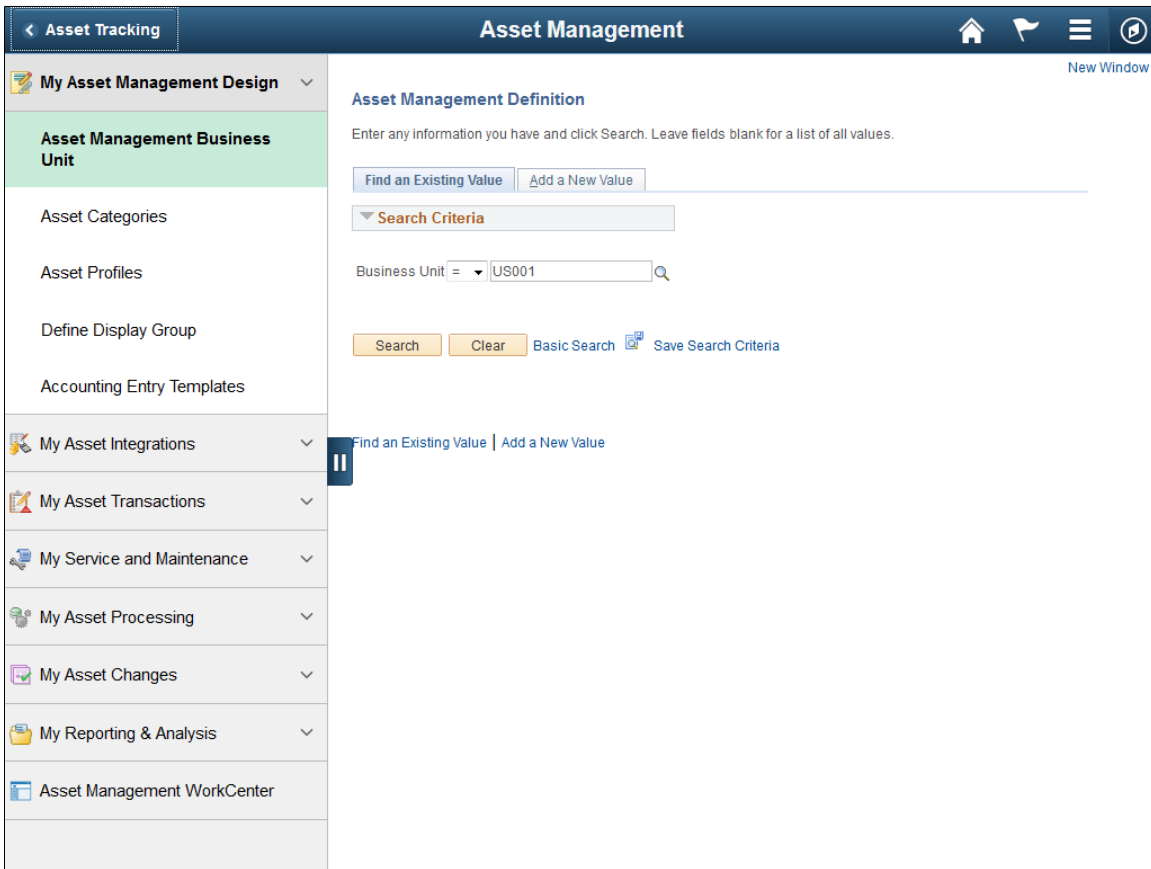 Asset Tracking
Asset Management
New Window
My Asset Management Design
Asset Management Business
Unit
Asset Categories
Asset Profiles
Define Display Group
Accounting Entry Templates
My Asset Integrations
My Asset Transactions
My Service and Maintenance
My Asset Processing
My Asset Changes
My Reporting & Analysis
Asset Management WorkCenter
Asset Management Definition
Enter any information you have and click Search. Leave fields blank for a list of all values.
Find an Existing Value Add a New Value
Search Criteria
Business Unit = US001
Search Clear Basic Search Save Search Criteria
Find an Existing Value | Add a New Value